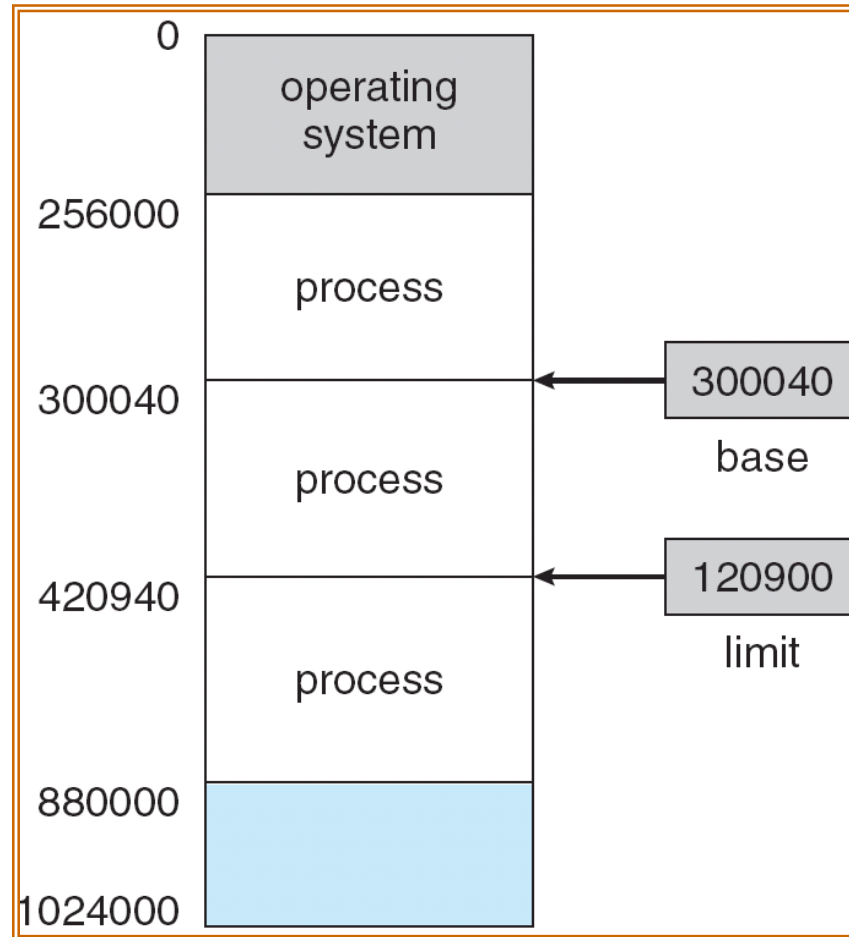 0
operating
system
256000
process
300040
300040
base
process
420940
120900
limit
process
880000
1024000